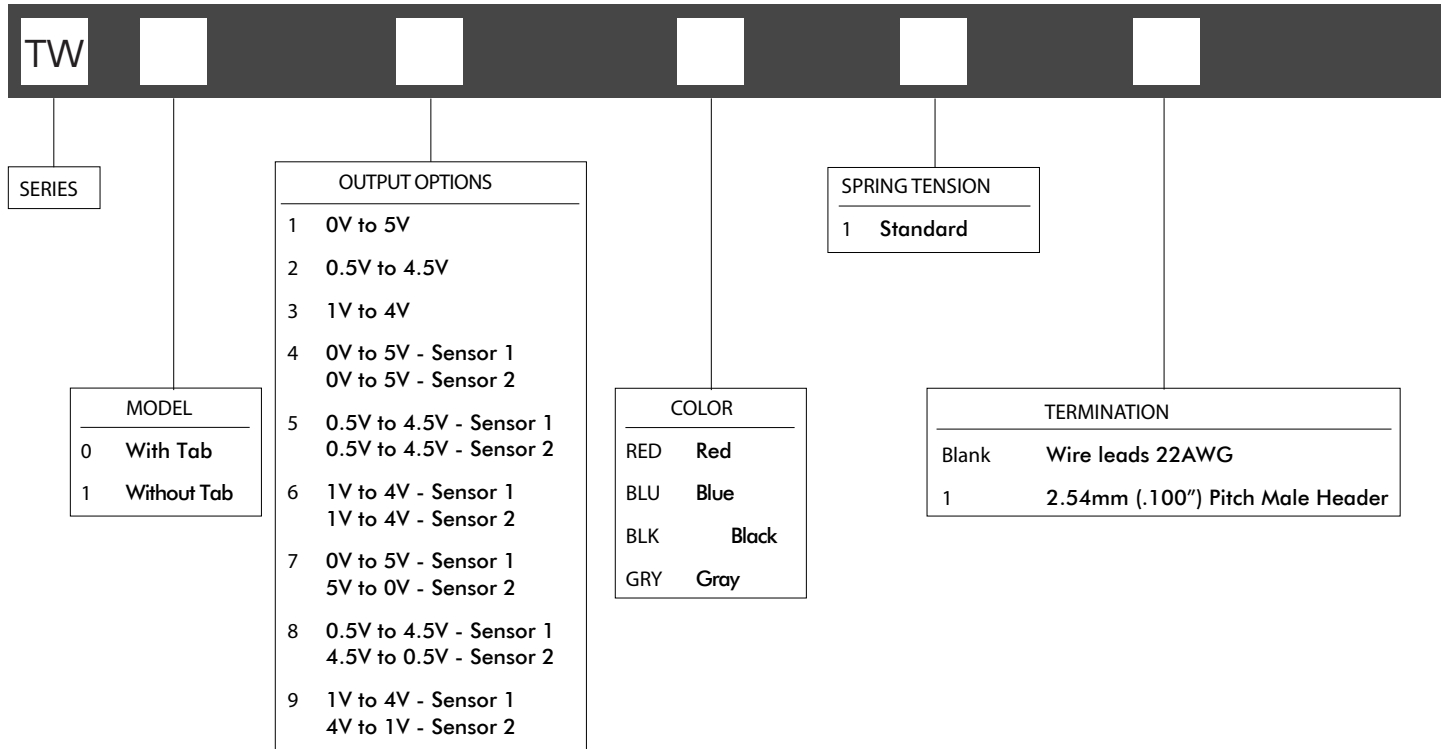 TW
SERIES
MODEL
0 With Tab
1 Without Tab
OUTPUT OPTIONS
1 0V to 5V
2 0.5V to 4.5V
3 1V to 4V
4 0V to 5V - Sensor 1
0V to 5V - Sensor 2
5 0.5V to 4.5V - Sensor 1
0.5V to 4.5V - Sensor 2
6 1V to 4V - Sensor 1
1V to 4V - Sensor 2
7 0V to 5V - Sensor 1
5V to 0V - Sensor 2
8 0.5V to 4.5V - Sensor 1
4.5V to 0.5V - Sensor 2
9 1V to 4V - Sensor 1
4V to 1V - Sensor 2
COLOR
RED Red
BLU Blue
BLK Black
GRY Gray
SPRING TENSION
1 Standard
TERMINATION
Blank Wire leads 22AWG
1 2.54mm (.100”) Pitch Male Header